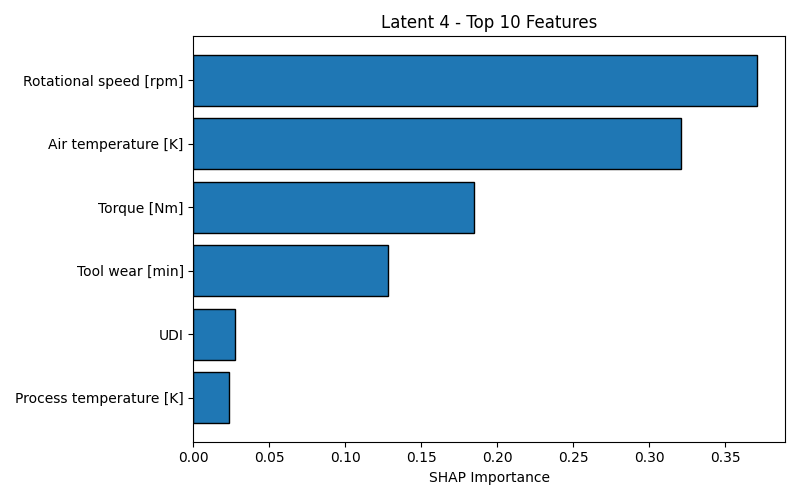 Latent 4 - Top 10 Features
Rotational speed [rpm]
Air temperature [K]
Torque [Nm]
Tool wear [min]
UDI
Process temperature [K]
0.00 0.05 0.10 0.15 0.20 0.25 0.30 0.35
SHAP Importance